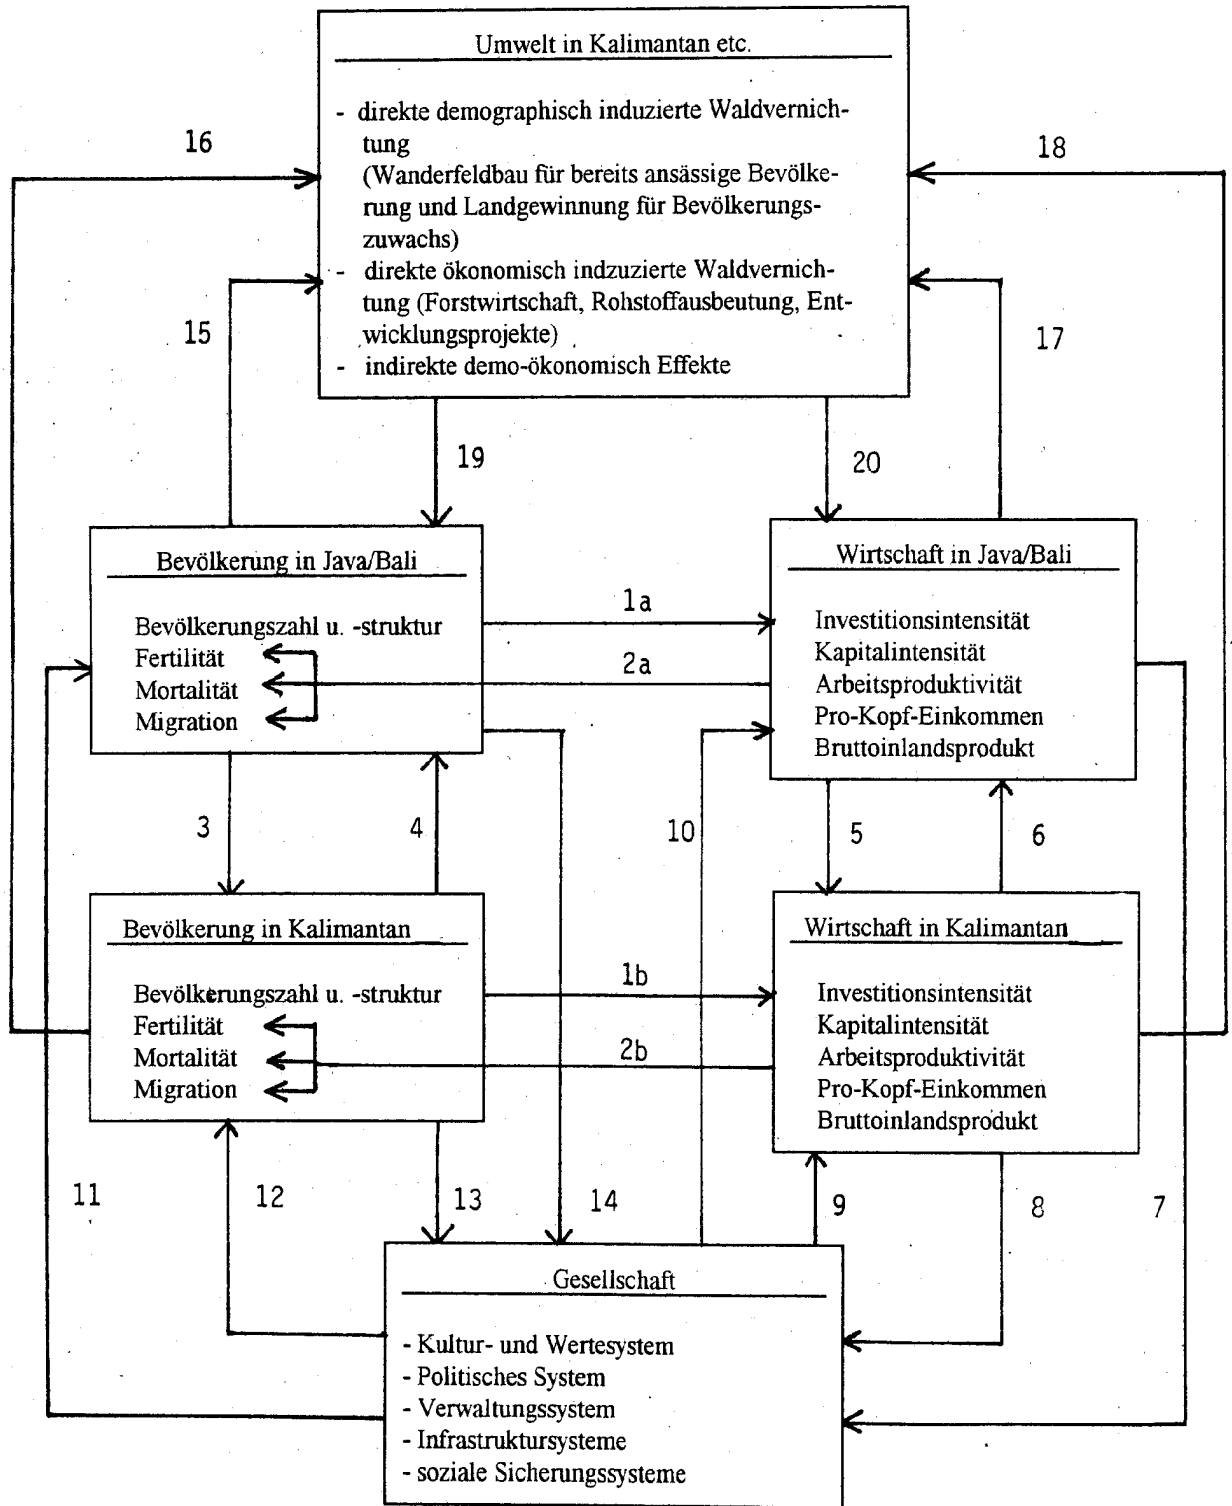 Umwelt in Kalimantan etc.
- direkte demographisch induzierte Waldvernich-
tung
(Wanderfeldbau für bereits ansässige Bevölke-
rung und Landgewinnung für Bevölkerungs-
zuwachs)
- direkte ökonomisch indzuzierte Waldvernich-
tung (Forstwirtschaft, Rohstoffausbeutung, Ent-
wicklungsprojekte)
- indirekte demo-ökonomisch Effekte
16
18
15
17
19
20
Bevölkerung in Java/Bali
Bevölkerungszahl u. -struktur
Fertilität
Mortalität
Migration
1a
2a
Wirtschaft in Java/Bali
Investitionsintensität
Kapitalintensität
Arbeitsproduktivität
Pro-Kopf-Einkommen
Bruttoinlandsprodukt
3
4
10
5
6
Bevölkerung in Kalimantan
Bevölkerungszahl u. -struktur
Fertilität
Mortalität
Migration
1b
2b
Wirtschaft in Kalimantan
Investitionsintensität
Kapitalintensität
Arbeitsproduktivität
Pro-Kopf-Einkommen
Bruttoinlandsprodukt
11
12
13
14
9
8
7
Gesellschaft
- Kultur- und Wertesystem
- Politisches System
- Verwaltungssystem
- Infrastruktursysteme
- soziale Sicherungssysteme